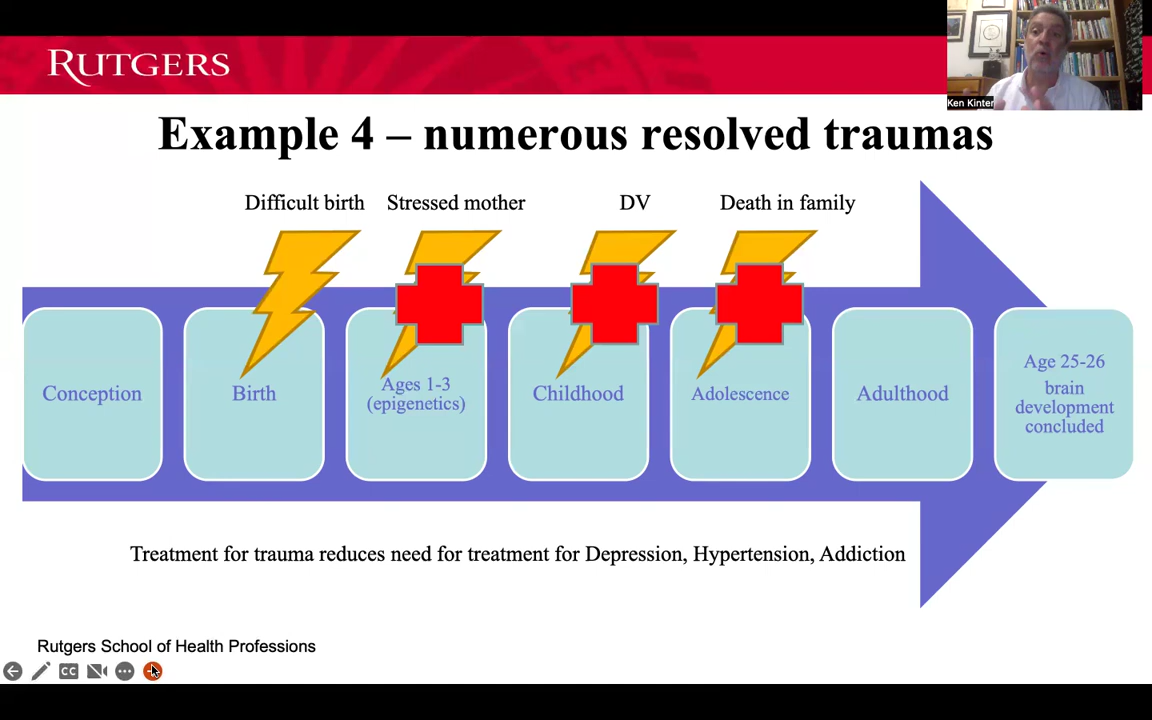 RUTGERS
Ken Kinter
Example 4 – numerous resolved traumas
Difficult birth
Stressed mother
DV
Death in family
Conception
Birth
Ages 1-3
(epigenetics)
Childhood
Adolescence
Adulthood
Age 25-26
brain
development
concluded
Treatment for trauma reduces need for treatment for Depression, Hypertension, Addiction
Rutgers School of Health Professions
CC